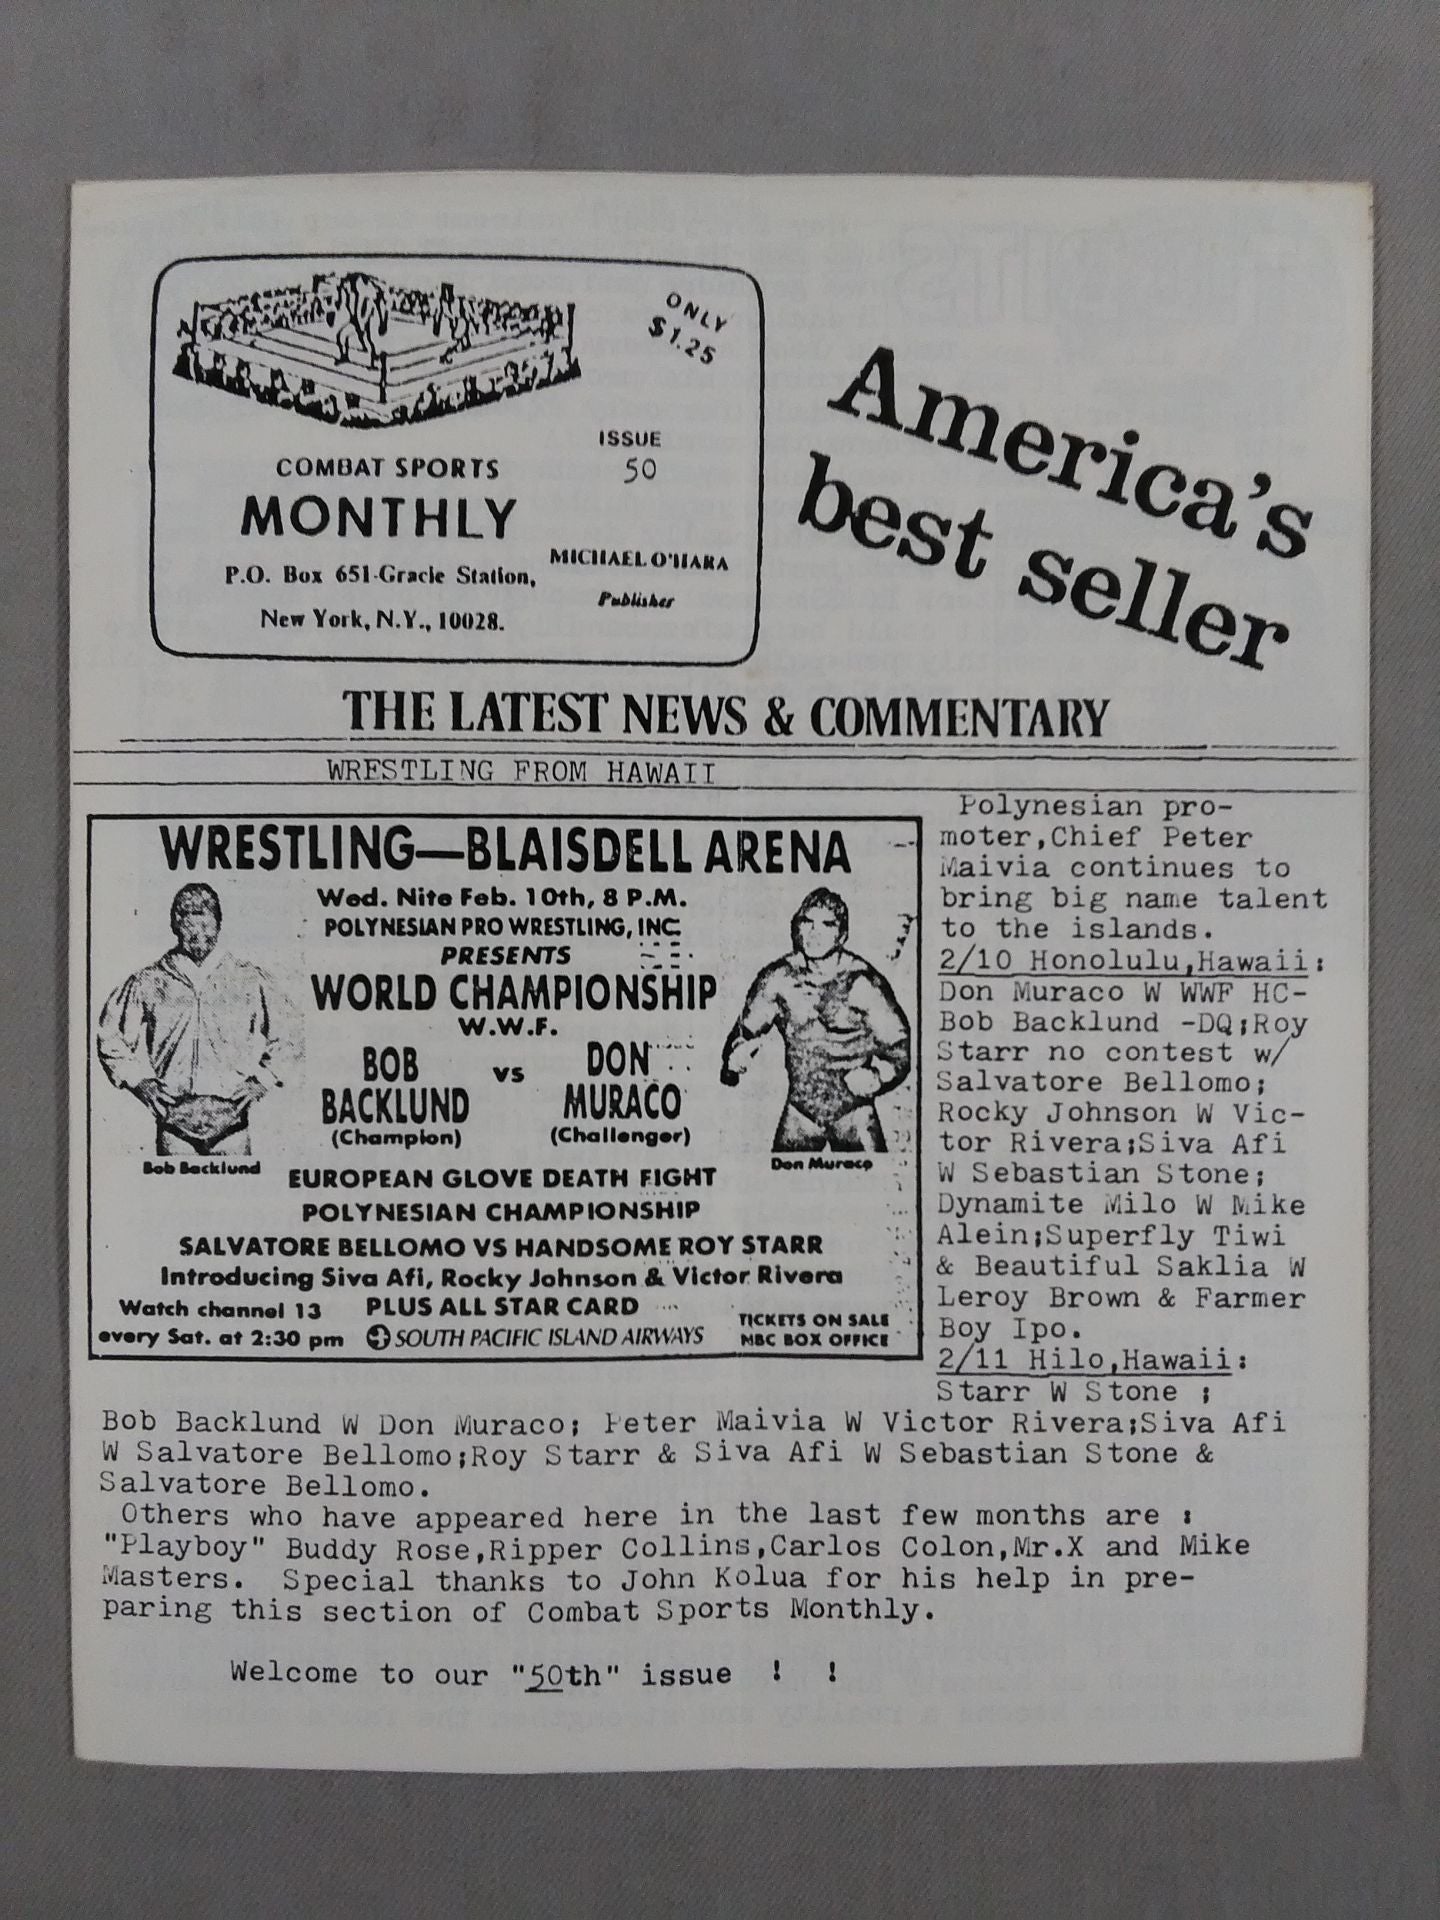 ONLY
$1.25
ISSUE
50
COMBAT SPORTS
MONTHLY
MICHAEL O'HARA
Publisher
P.O. Box 651-Gracie Station,
New York, N.Y., 10028.
America's
best seller
THE LATEST NEWS & COMMENTARY
WRESTLING FROM HAWAII
WRESTLING—BLAISDELL ARENA
Wed. Nite Feb. 10th, 8 P.M.
POLYNESIAN PRO WRESTLING, INC.
PRESENTS
WORLD CHAMPIONSHIP
W.W.F.
BOB
BACKLUND
(Champion)
vs
DON
MURACO
(Challenger)
Bob Backlund
Don Muraco
EUROPEAN GLOVE DEATH FIGHT
POLYNESIAN CHAMPIONSHIP
SALVATORE BELLOMO VS HANDSOME ROY STARR
Introducing Siva Afi, Rocky Johnson & Victor Rivera
Watch channel 13
every Sat. at 2:30 pm
PLUS ALL STAR CARD
SOUTH PACIFIC ISLAND AIRWAYS
TICKETS ON SALE
NBC BOX OFFICE
Polynesian pro-
moter,Chief Peter
Maivia continues to
bring big name talent
to the islands.
2/10 Honolulu,Hawaii:
Don Muraco W WWF HC-
Bob Backlund -DQ;Roy
Starr no contest w/
Salvatore Bellomo;
Rocky Johnson W Vic-
tor Rivera;Siva Afi
W Sebastian Stone;
Dynamite Milo W Mike
Alein;Superfly Tiwi
& Beautiful Saklia W
Leroy Brown & Farmer
Boy Ipo.
2/11 Hilo,Hawaii:
Starr W Stone ;
Bob Backlund W Don Muraco; Peter Maivia W Victor Rivera;Siva Afi
W Salvatore Bellomo;Roy Starr & Siva Afi W Sebastian Stone &
Salvatore Bellomo.
Others who have appeared here in the last few months are :
"Playboy" Buddy Rose,Ripper Collins,Carlos Colon,Mr.X and Mike
Masters. Special thanks to John Kolua for his help in pre-
paring this section of Combat Sports Monthly.
Welcome to our "50th" issue ! !